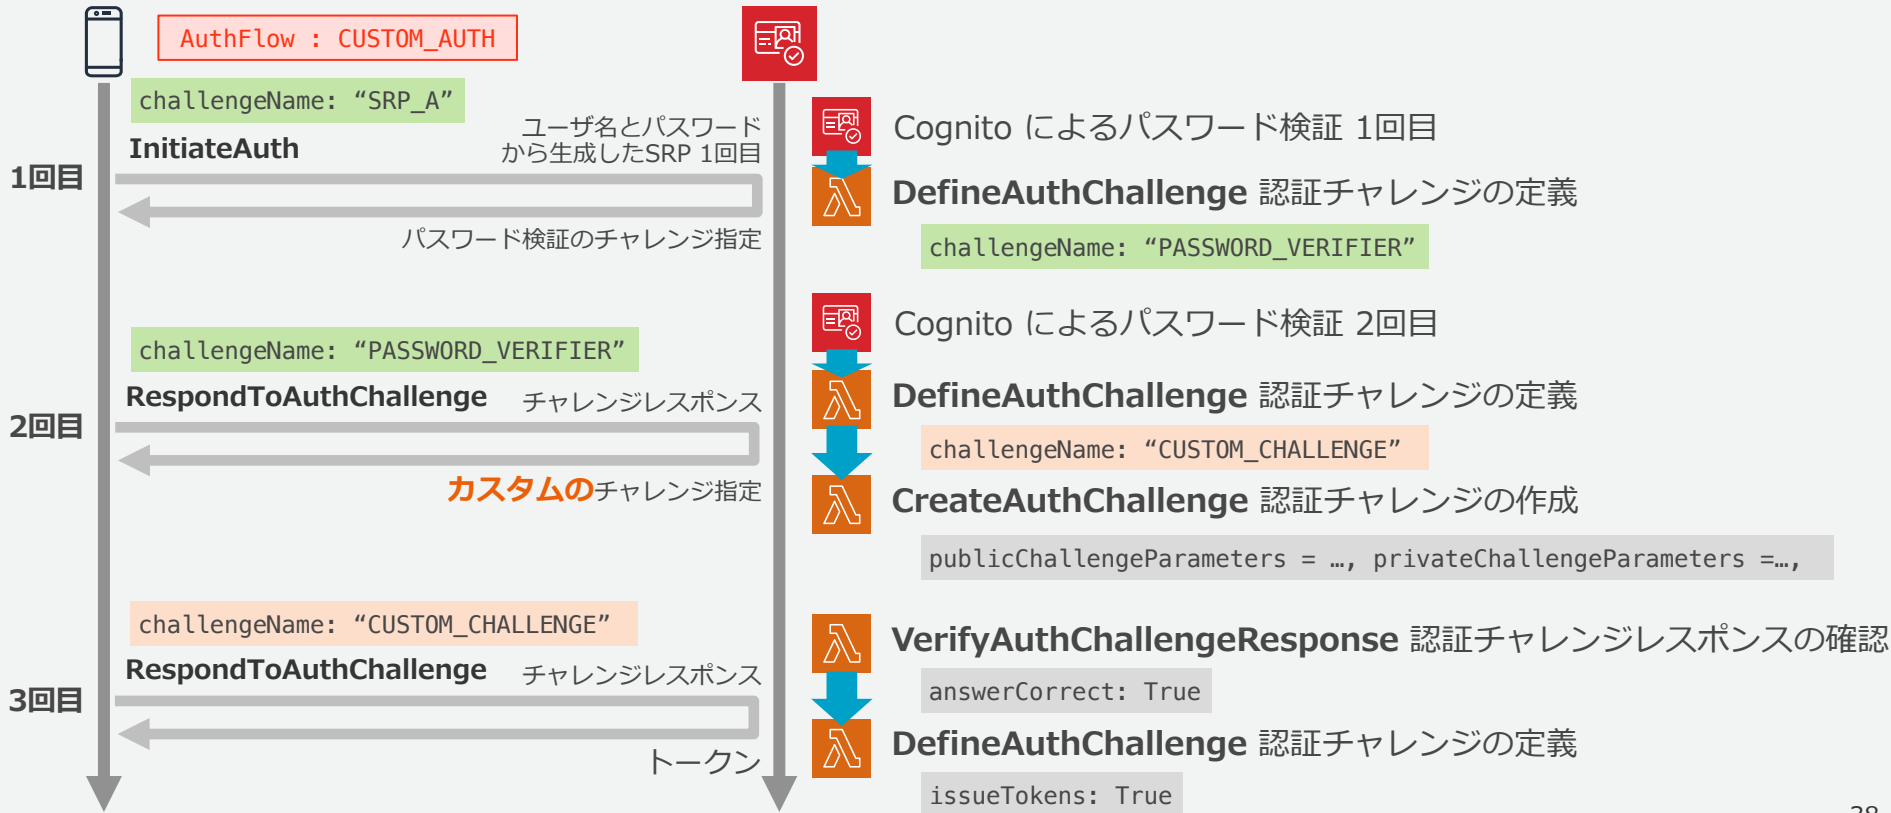 AuthFlow : CUSTOM_AUTH
challengeName: “SRP_A”
InitiateAuth
ユーザ名とパスワード
から生成したSRP 1回目
1回目
パスワード検証のチャレンジ指定
Cognito によるパスワード検証 1回目
DefineAuthChallenge 認証チャレンジの定義
challengeName: “PASSWORD_VERIFIER”
challengeName: “PASSWORD_VERIFIER”
RespondToAuthChallenge チャレンジレスポンス
2回目
カスタムのチャレンジ指定
Cognito によるパスワード検証 2回目
DefineAuthChallenge 認証チャレンジの定義
challengeName: “CUSTOM_CHALLENGE”
CreateAuthChallenge 認証チャレンジの作成
publicChallengeParameters = …, privateChallengeParameters =…,
challengeName: “CUSTOM_CHALLENGE”
RespondToAuthChallenge チャレンジレスポンス
3回目
トークン
VerifyAuthChallengeResponse 認証チャレンジレスポンスの確認
answerCorrect: True
DefineAuthChallenge 認証チャレンジの定義
issueTokens: True